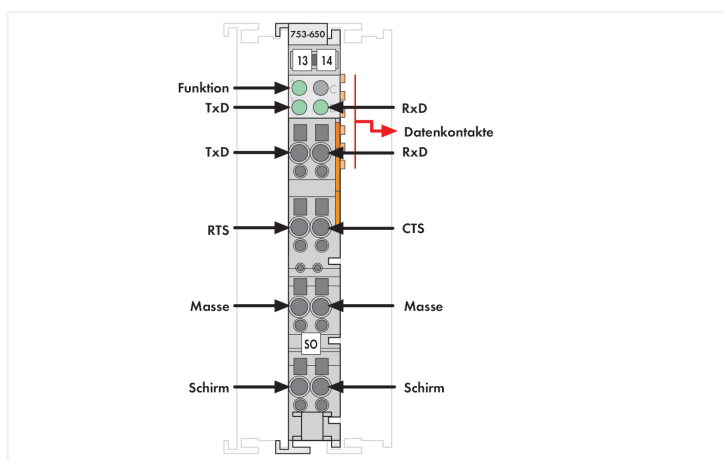 753-650
13 14
Funktion
C
TxD RxD
Datenkontakte
TxD RxD
RTS CTS
Masse Masse
SO
Schirm Schirm